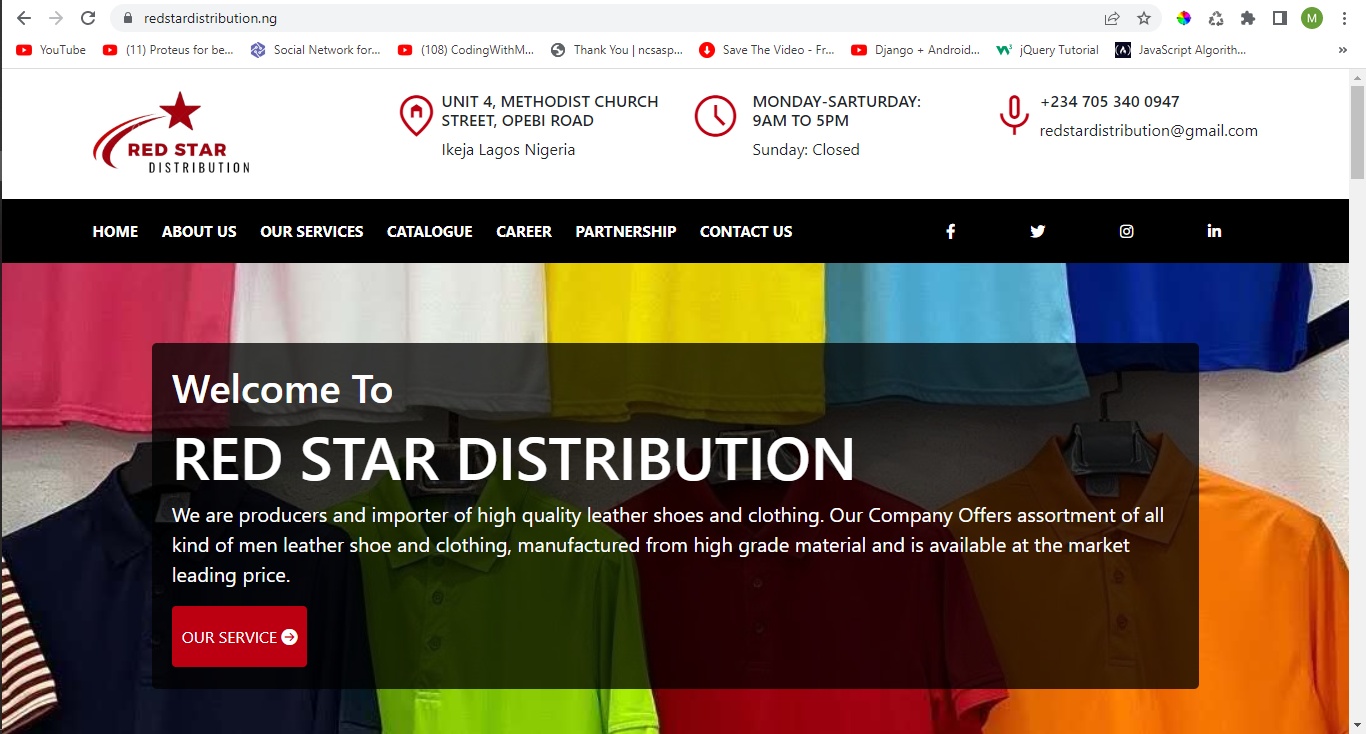 redstardistribution.ng
M
YouTube
(11) Proteus for be...
Social Network for...
(108) CodingWithM...
Thank You | ncsasp...
Save The Video - Fr...
Django + Android...
jQuery Tutorial
JavaScript Algorith...
»
RED STAR
DISTRIBUTION
UNIT 4, METHODIST CHURCH
STREET, OPEBI ROAD
Ikeja Lagos Nigeria
MONDAY-SARTURDAY:
9AM TO 5PM
Sunday: Closed
+234 705 340 0947
redstardistribution@gmail.com
HOME
ABOUT US
OUR SERVICES
CATALOGUE
CAREER
PARTNERSHIP
CONTACT US
Welcome To
RED STAR DISTRIBUTION
We are producers and importer of high quality leather shoes and clothing. Our Company Offers assortment of all
kind of men leather shoe and clothing, manufactured from high grade material and is available at the market
leading price.
OUR SERVICE